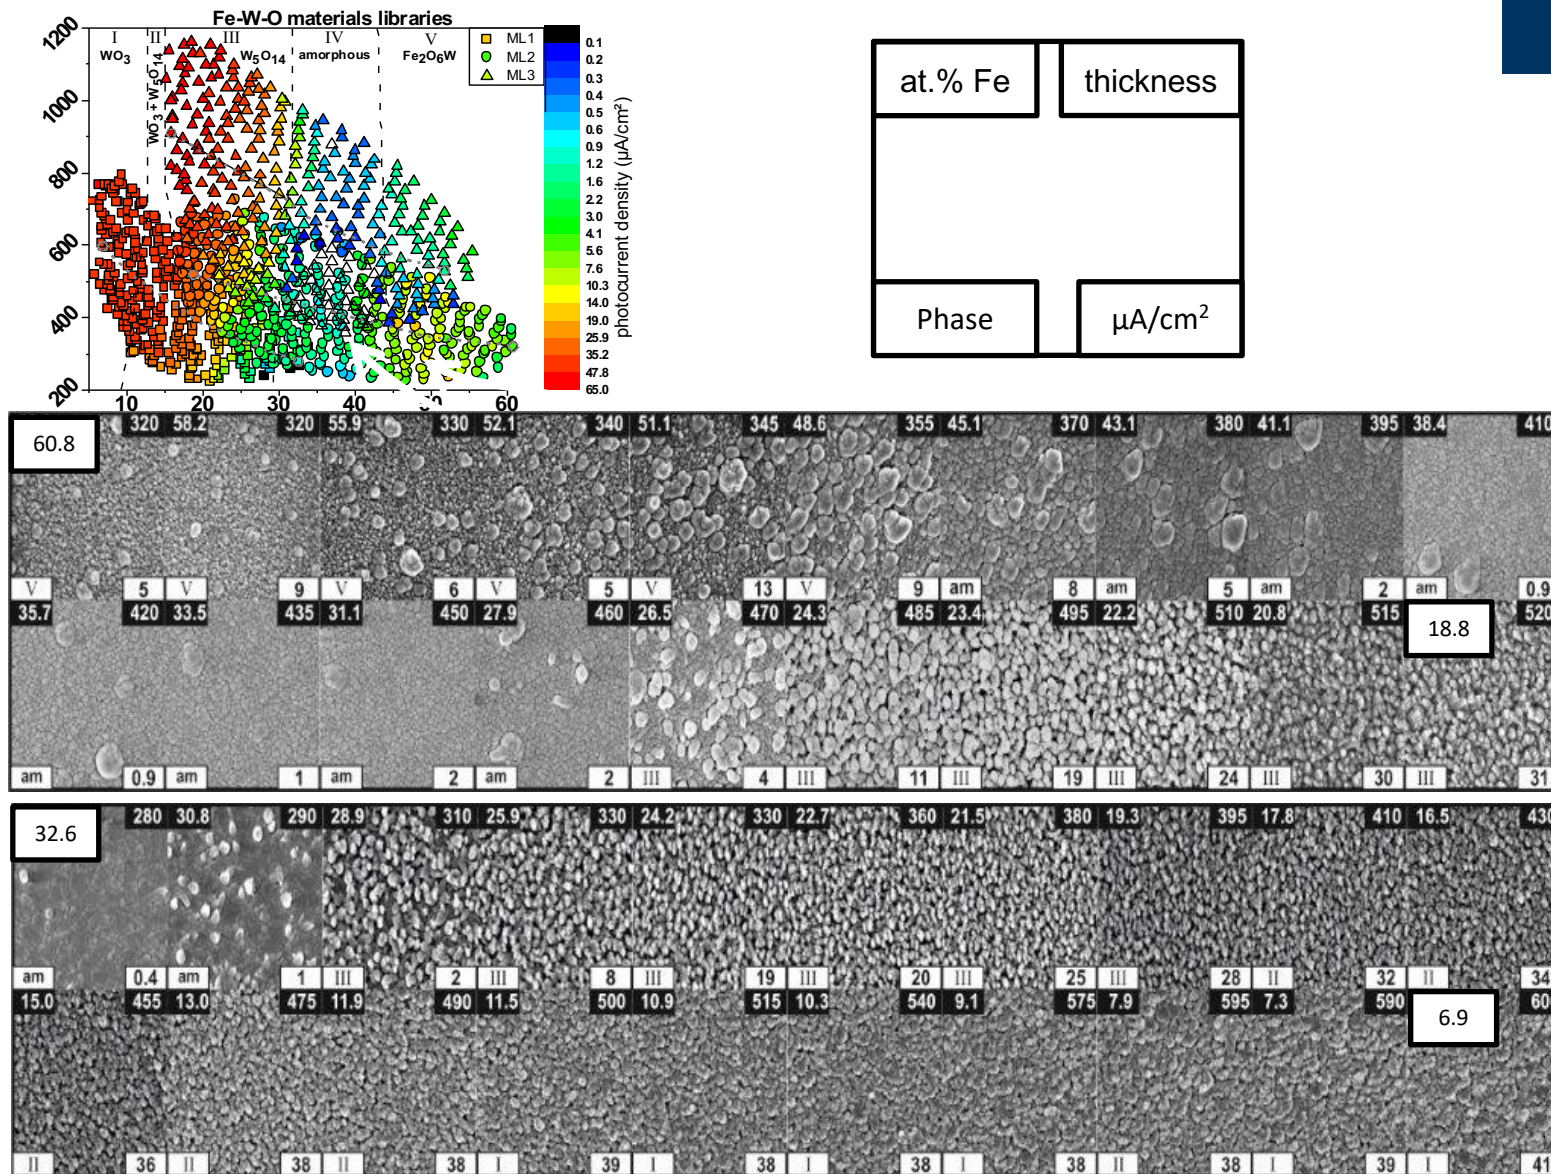 Fe-W-O materials libraries
1200
1000
800
600
400
200
I
WO3
II
WO3 + W5O14
III
W5O14
IV
amorphous
V
Fe2O6W
ML1
ML2
ML3
0.1
0.2
0.3
0.4
0.5
0.6
0.9
1.2
1.6
2.2
3.0
4.1
5.6
7.6
10.3
14.0
19.0
25.9
35.2
47.8
65.0
photocurrent density (µA/cm²)
10 20 30 40 50 60
at.% Fe thickness
Phase µA/cm²
60.8 320 58.2 320 55.9 330 52.1 340 51.1 345 48.6 355 45.1 370 43.1 380 41.1 395 38.4 410
V 5 V 9 V 6 V 5 V 13 V 9 am 8 am 5 am 2 am 0.9
35.7 420 33.5 435 31.1 450 27.9 460 26.5 470 24.3 485 23.4 495 22.2 510 20.8 515 18.8 520
am 0.9 am 1 am 2 am 2 III 4 III 11 III 19 III 24 III 30 III 31
32.6 280 30.8 290 28.9 310 25.9 330 24.2 330 22.7 360 21.5 380 19.3 395 17.8 410 16.5 430
am 0.4 am 1 III 2 III 8 III 19 III 20 III 25 III 28 II 32 II 34
15.0 455 13.0 475 11.9 490 11.5 500 10.9 515 10.3 540 9.1 575 7.9 595 7.3 590 6.9 600
II 36 II 38 II 38 I 39 I 38 I 38 I 38 II 38 I 39 I 41